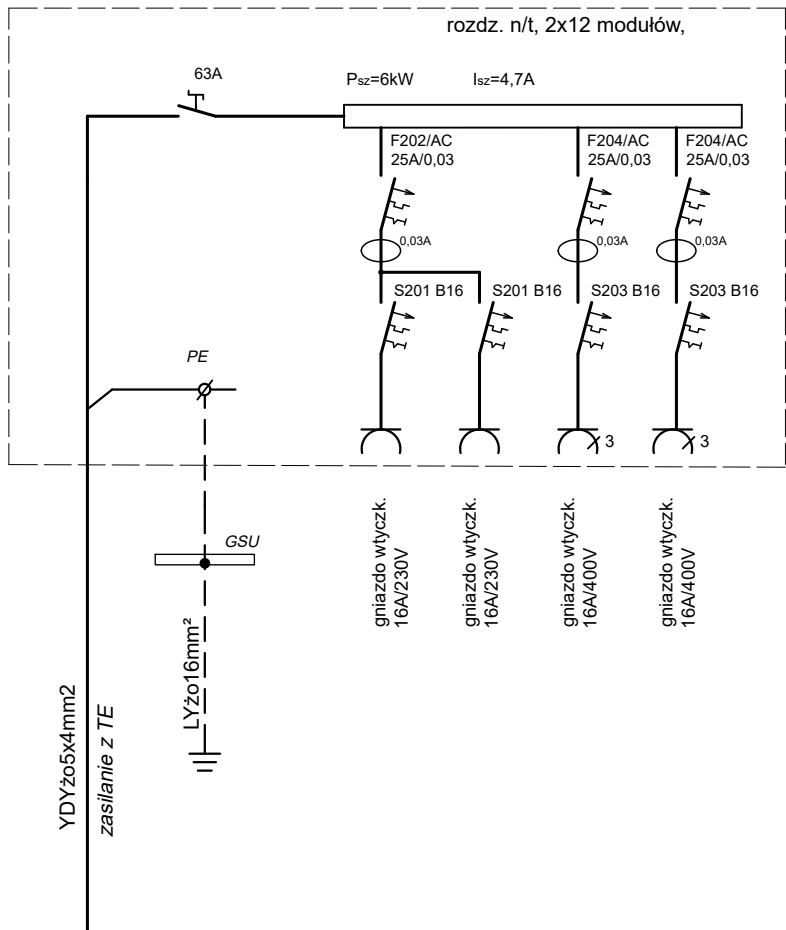 rozdz. n/t, 2x12 modułów,
63A
Psz=6kW
Isz=4,7A
F202/AC
25A/0,03
F204/AC
25A/0,03
F204/AC
25A/0,03
0,03A
0,03A
0,03A
S201 B16
S201 B16
S203 B16
S203 B16
PE
3
3
GSU
gniazdo wtyczk.
16A/230V
gniazdo wtyczk.
16A/230V
gniazdo wtyczk.
16A/400V
gniazdo wtyczk.
16A/400V
LYżo16mm²
YDYżo5x4mm2
zasilanie z TE